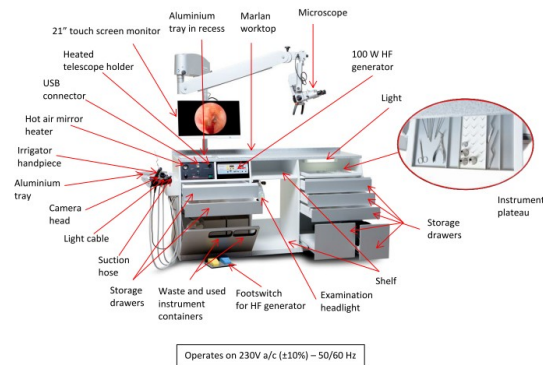 21” touch screen monitor
Aluminium
tray in recess
Marlan
worktop
Microscope
Heated
telescope holder
100 W HF
generator
USB
connector
Light
Hot air mirror
heater
Irrigator
handpiece
Aluminium
tray
Camera
head
Light cable
Suction
hose
Storage
drawers
Waste and used
instrument
containers
Footswitch
for HF generator
Examination
headlight
Shelf
Storage
drawers
Instrument
plateau
Operates on 230V a/c (±10%) – 50/60 Hz